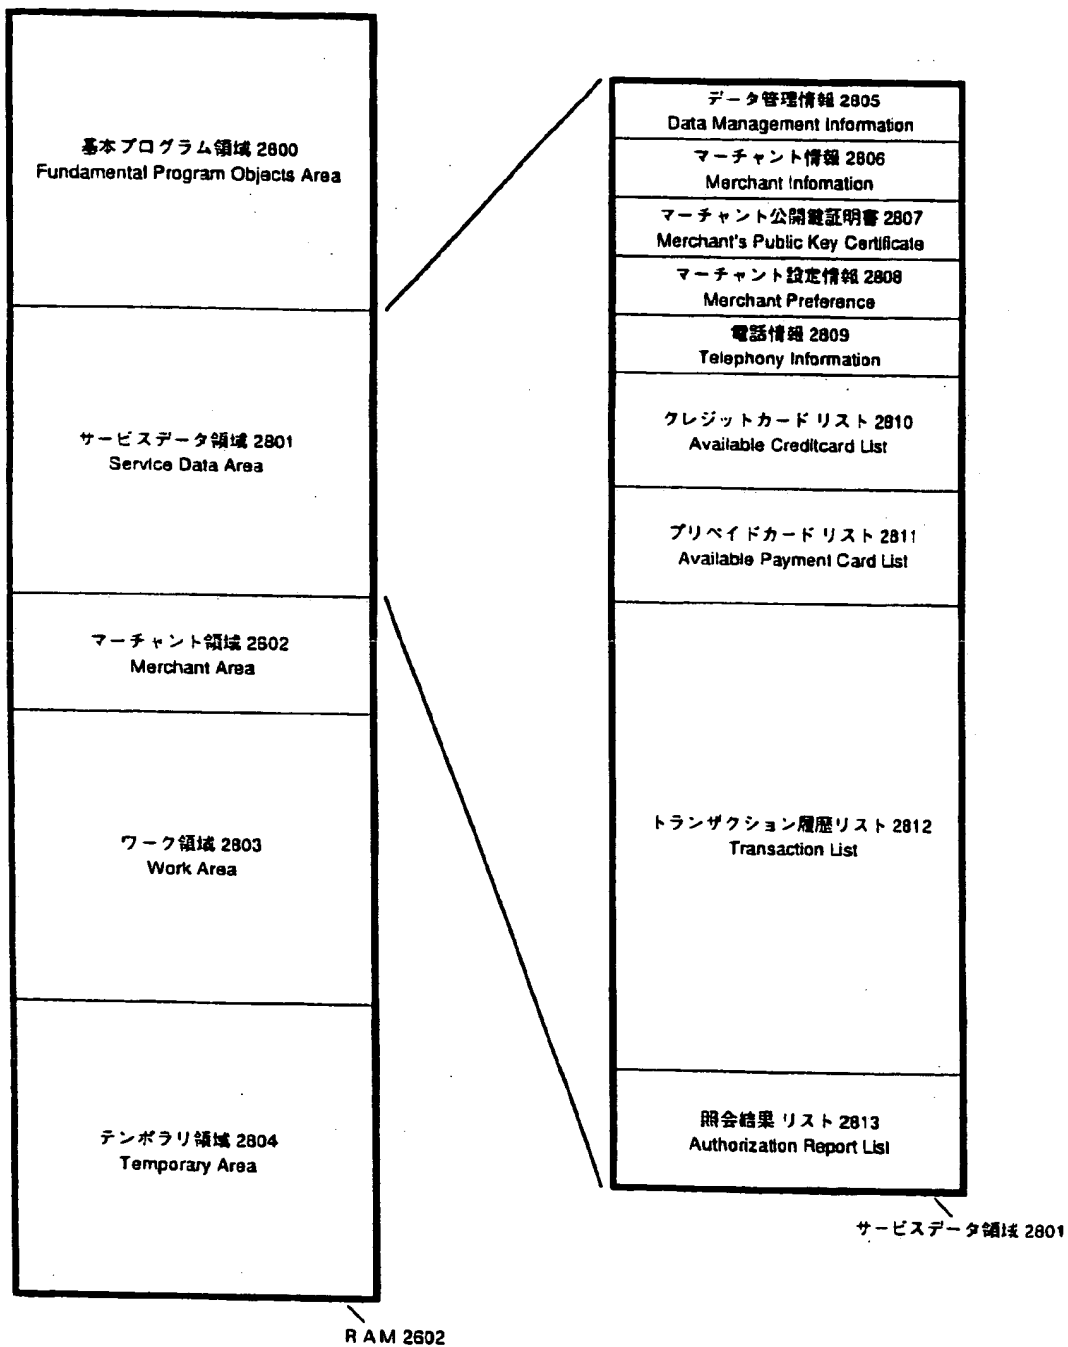 基本プログラム領域 2800
Fundamental Program Objects Area
サービスデータ領域 2801
Service Data Area
マーチャント領域 2802
Merchant Area
ワーク領域 2803
Work Area
テンポラリ領域 2804
Temporary Area
RAM 2602
データ管理情報 2805
Data Management Information
マーチャント情報 2806
Merchant Infomation
マーチャント公開鍵証明書 2807
Merchant's Public Key Certificate
マーチャント設定情報 2808
Merchant Preference
電話情報 2809
Telephony Information
クレジットカード リスト 2810
Available Creditcard List
プリペイドカード リスト 2811
Available Payment Card List
トランザクション履歴リスト 2812
Transaction List
照会結果 リスト 2813
Authorization Report List
サービスデータ領域 2801